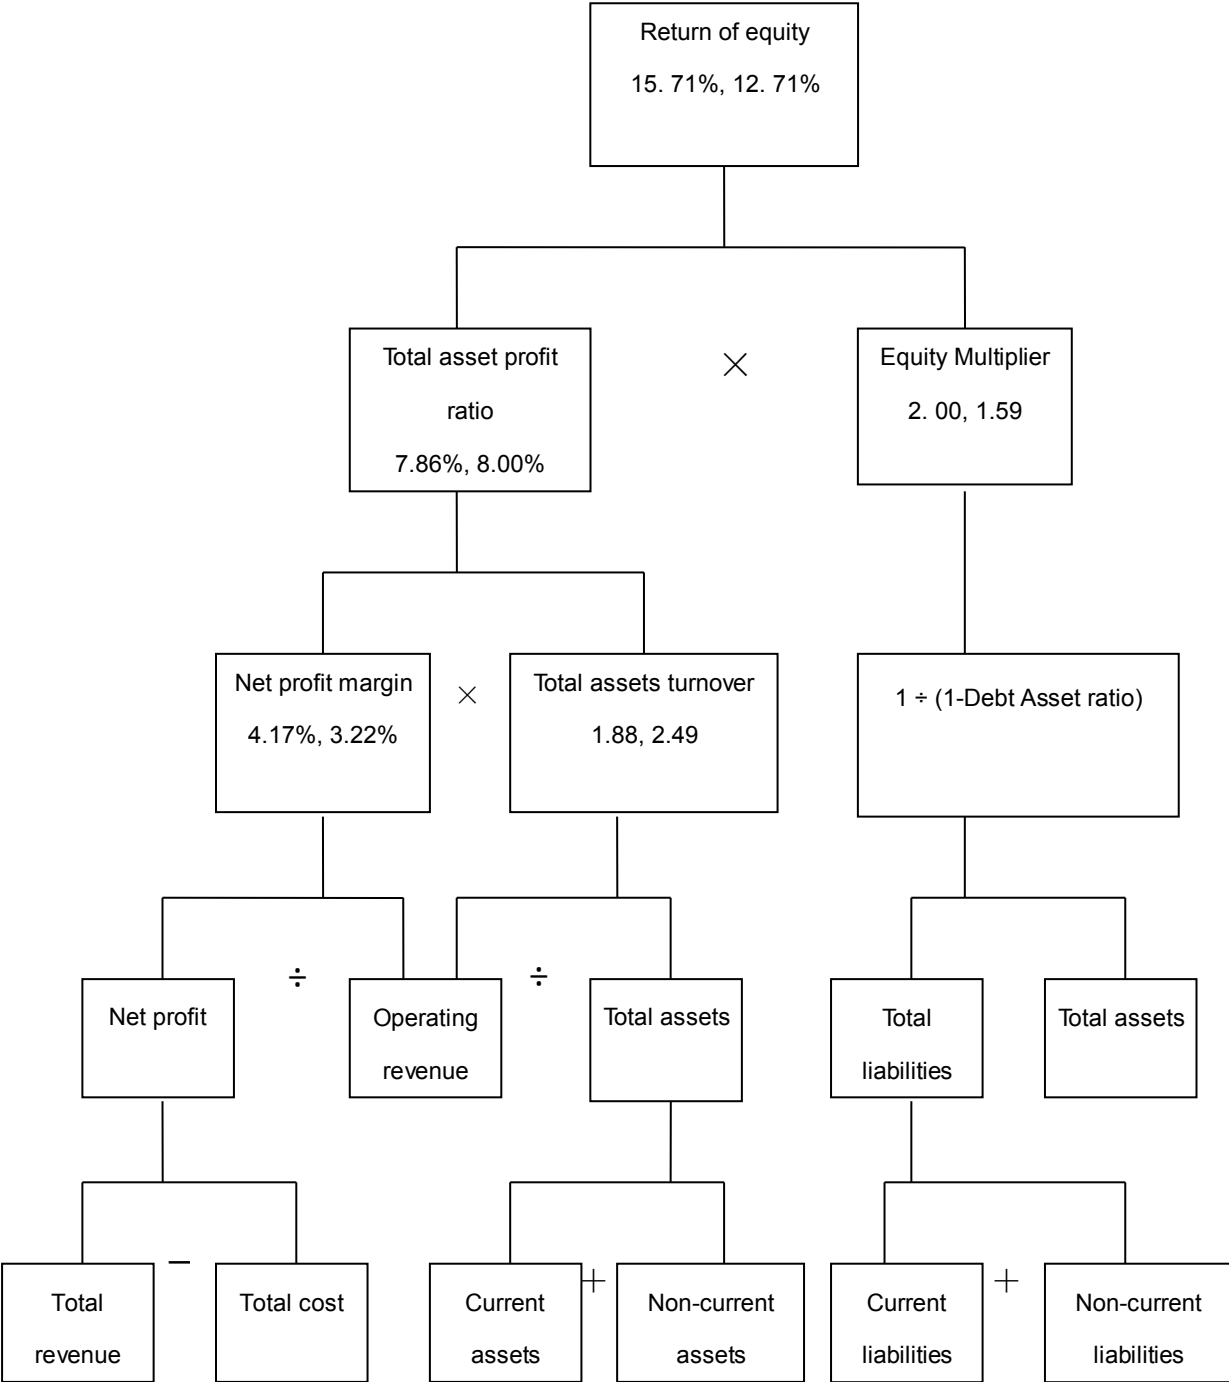 Return of equity
15. 71%, 12. 71%
Total asset profit
ratio
7.86%, 8.00%
×
Equity Multiplier
2. 00, 1.59
Net profit margin
4.17%, 3.22%
×
Total assets turnover
1.88, 2.49
1 ÷ (1-Debt Asset ratio)
Net profit
÷
Operating
revenue
÷
Total assets
Total
liabilities
Total assets
Total
revenue
−
Total cost
Current
assets
+
Non-current
assets
Current
liabilities
+
Non-current
liabilities